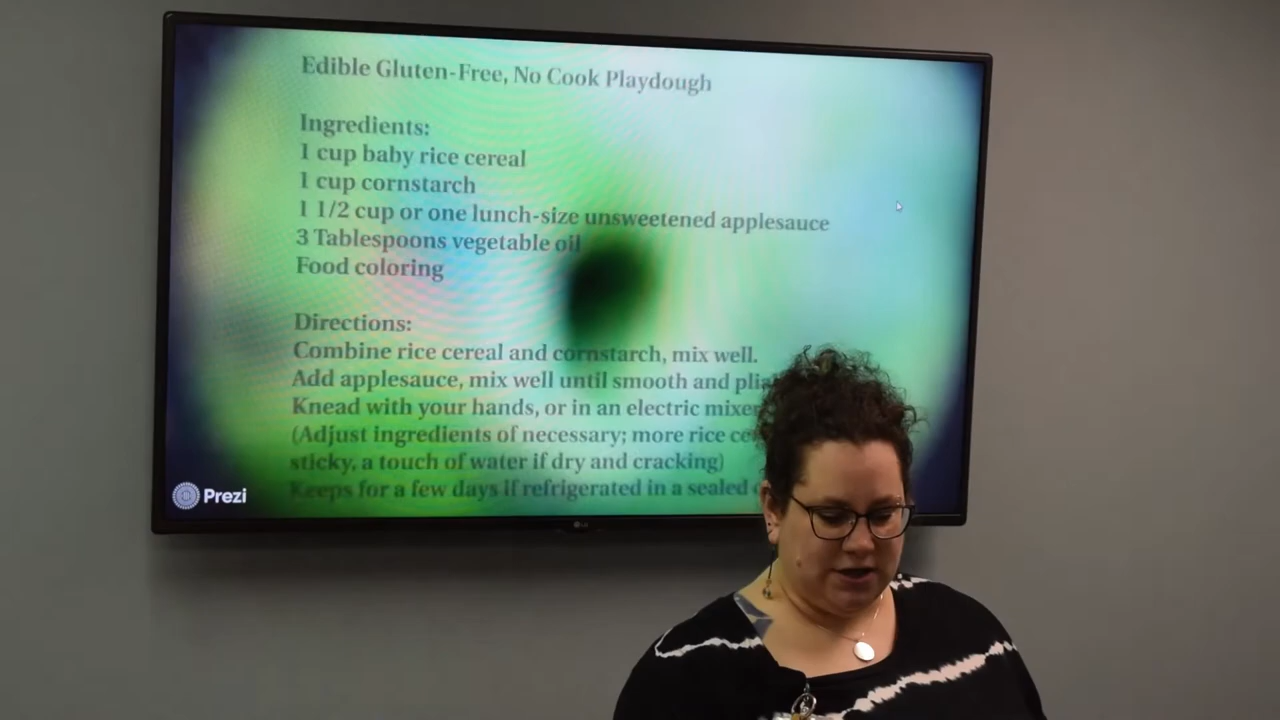 Edible Gluten-Free, No Cook Playdough
Ingredients:
1 cup baby rice cereal
1 cup cornstarch
1 1/2 cup or one lunch-size unsweetened applesauce
3 Tablespoons vegetable oil
Food coloring
Directions:
Combine rice cereal and cornstarch, mix well.
Add applesauce, mix well until smooth and
Knead with your hands, or in an electric
(Adjust ingredients of necessary; more rice
sticky, a touch of water if dry and cracking)
Keeps for a few days if refrigerated in a sealed
Prezi
LG